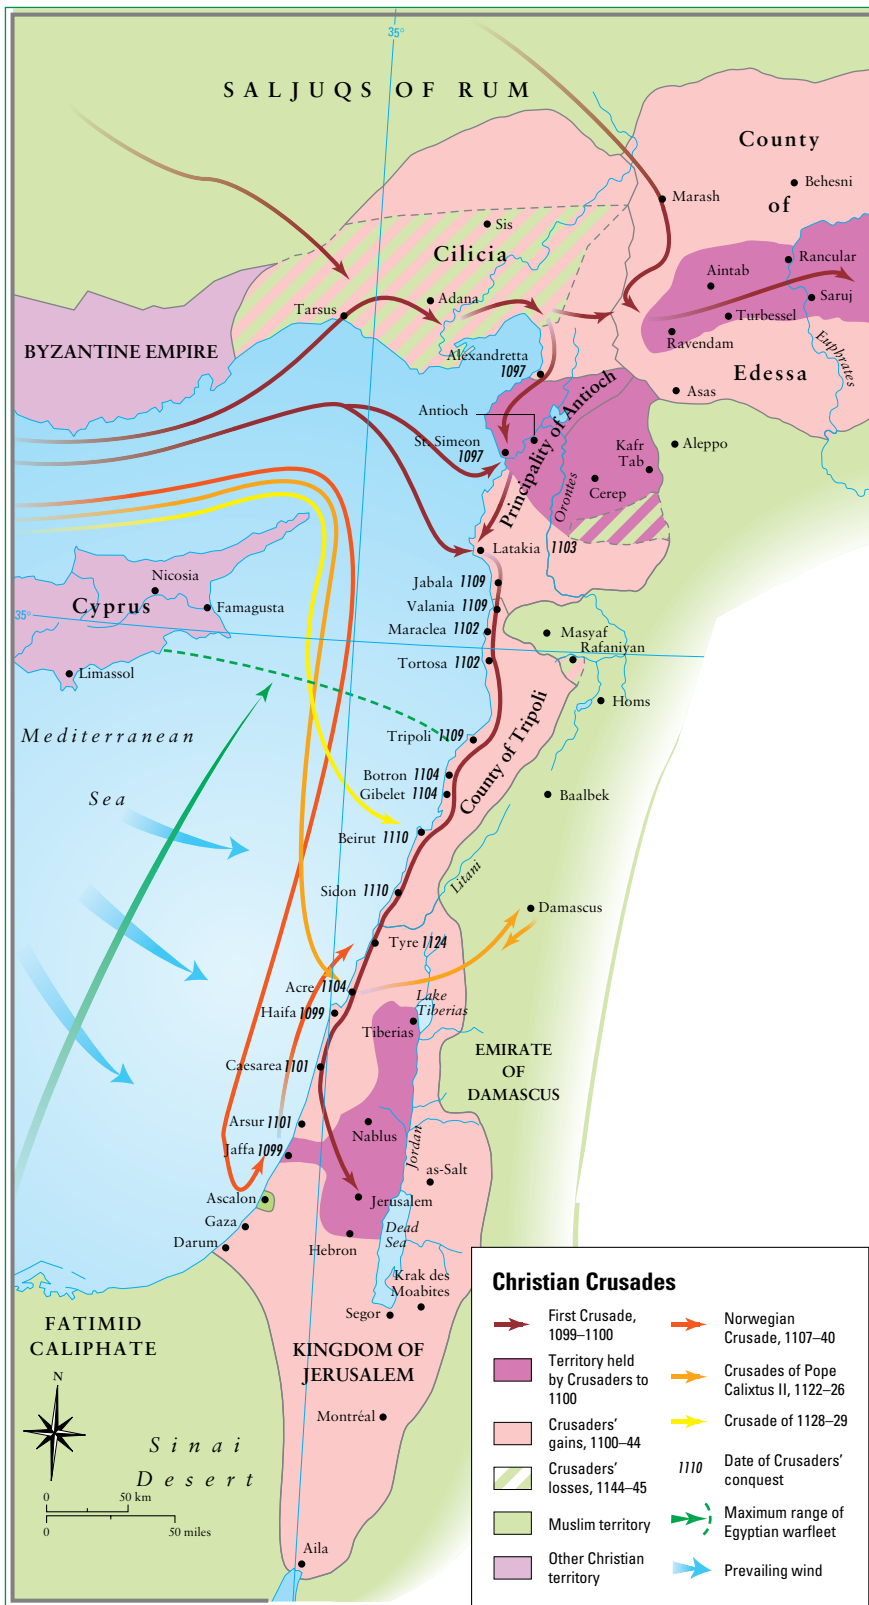 35°
SALJUQS OF RUM
County
of
Edessa
Behesni
Marash
Sis
Cilicia
Rancular
Aintab
Saruj
Adana
Tarsus
Turbessel
Ravendam
Euphrates
BYZANTINE EMPIRE
Alexandretta
1097
Asas
Antioch
Principality of Antioch
St. Simeon
1097
Kafr
Tab
Aleppo
Cerep
Orontes
Latakia 1103
Nicosia
Jabala 1109
Cyprus
Famagusta
Valania 1109
35°
Maraclea 1102
Masyaf
Rafaniyan
Tortosa 1102
Limassol
Homs
Mediterranean
Sea
Tripoli 1109
County of Tripoli
Botron 1104
Gibelet 1104
Baalbek
Beirut 1110
Litani
Sidon 1110
Damascus
Tyre 1124
Acre 1104
Lake
Tiberias
Haifa 1099
Tiberias
EMIRATE
OF
DAMASCUS
Caesarea 1101
Arsur 1101
Nablus
Jordan
Jaffa 1099
as-Salt
Ascalon
Jerusalem
Gaza
Dead
Sea
Darum
Hebron
Krak des
Moabites
Segor
FATIMID
CALIPHATE
KINGDOM OF
JERUSALEM
N
Montréal
Sinai
Desert
0 50 km
0 50 miles
Aila
Christian Crusades
First Crusade,
1099–1100
Territory held
by Crusaders to
1100
Crusaders'
gains, 1100–44
Crusaders'
losses, 1144–45
Muslim territory
Other Christian
territory
Norwegian
Crusade, 1107–40
Crusades of Pope
Calixtus II, 1122–26
Crusade of 1128–29
1110 Date of Crusaders'
conquest
Maximum range of
Egyptian warfleet
Prevailing wind